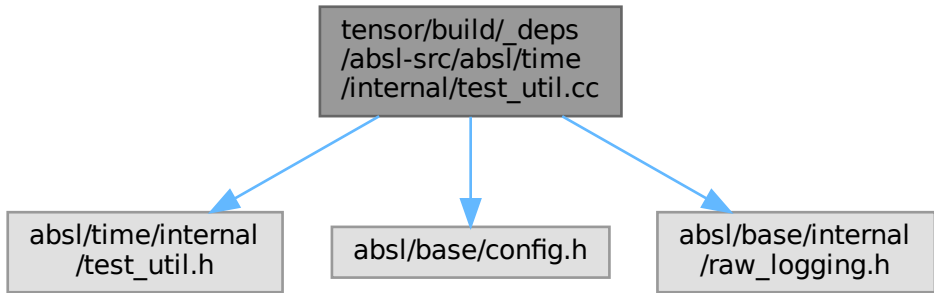 tensor/build/_deps
/absl-src/absl/time
/internal/test_util.cc
absl/time/internal
/test_util.h
absl/base/config.h
absl/base/internal
/raw_logging.h